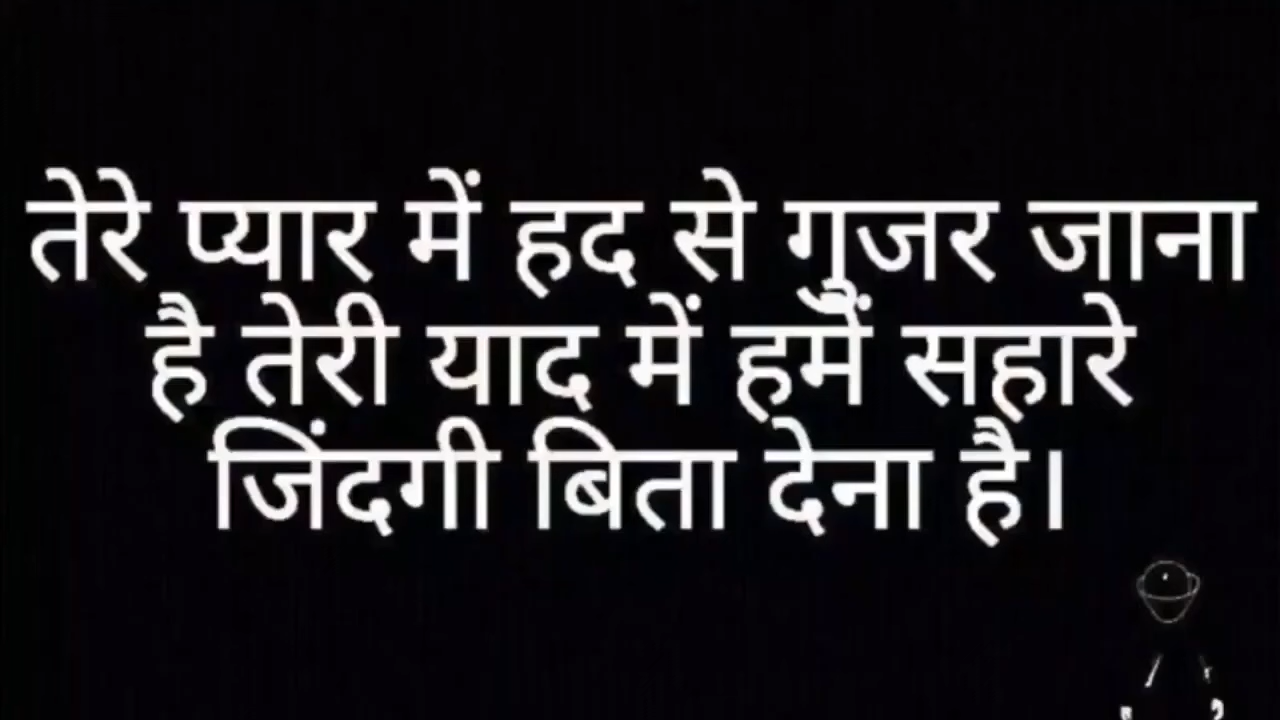 तेरे प्यार में हद से गुजर जाना
है तेरी याद में हमें सहारे
जिंदगी बिता देना है।